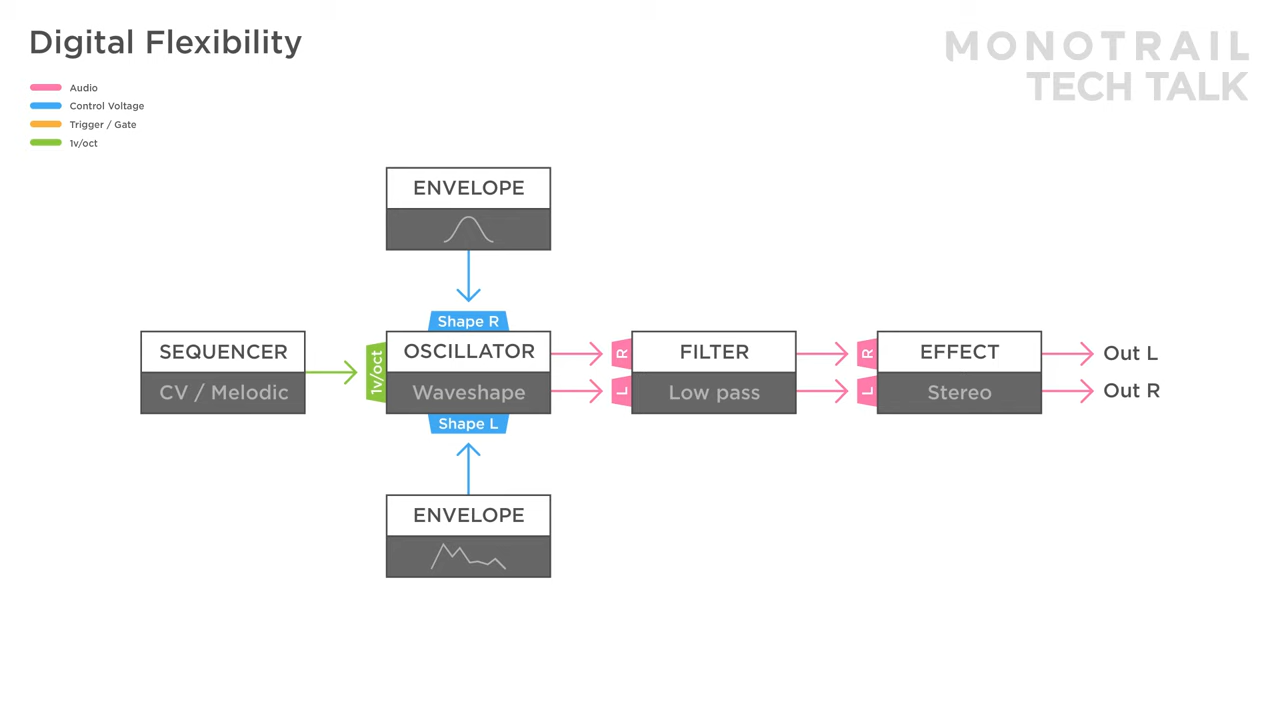 Digital Flexibility
MONOTRAIL
TECH TALK
Audio
Control Voltage
Trigger / Gate
1v/oct
ENVELOPE
Shape R
SEQUENCER
CV / Melodic
1v/oct
OSCILLATOR
Waveshape
R
L
FILTER
Low pass
R
L
EFFECT
Stereo
Out L
Out R
Shape L
ENVELOPE